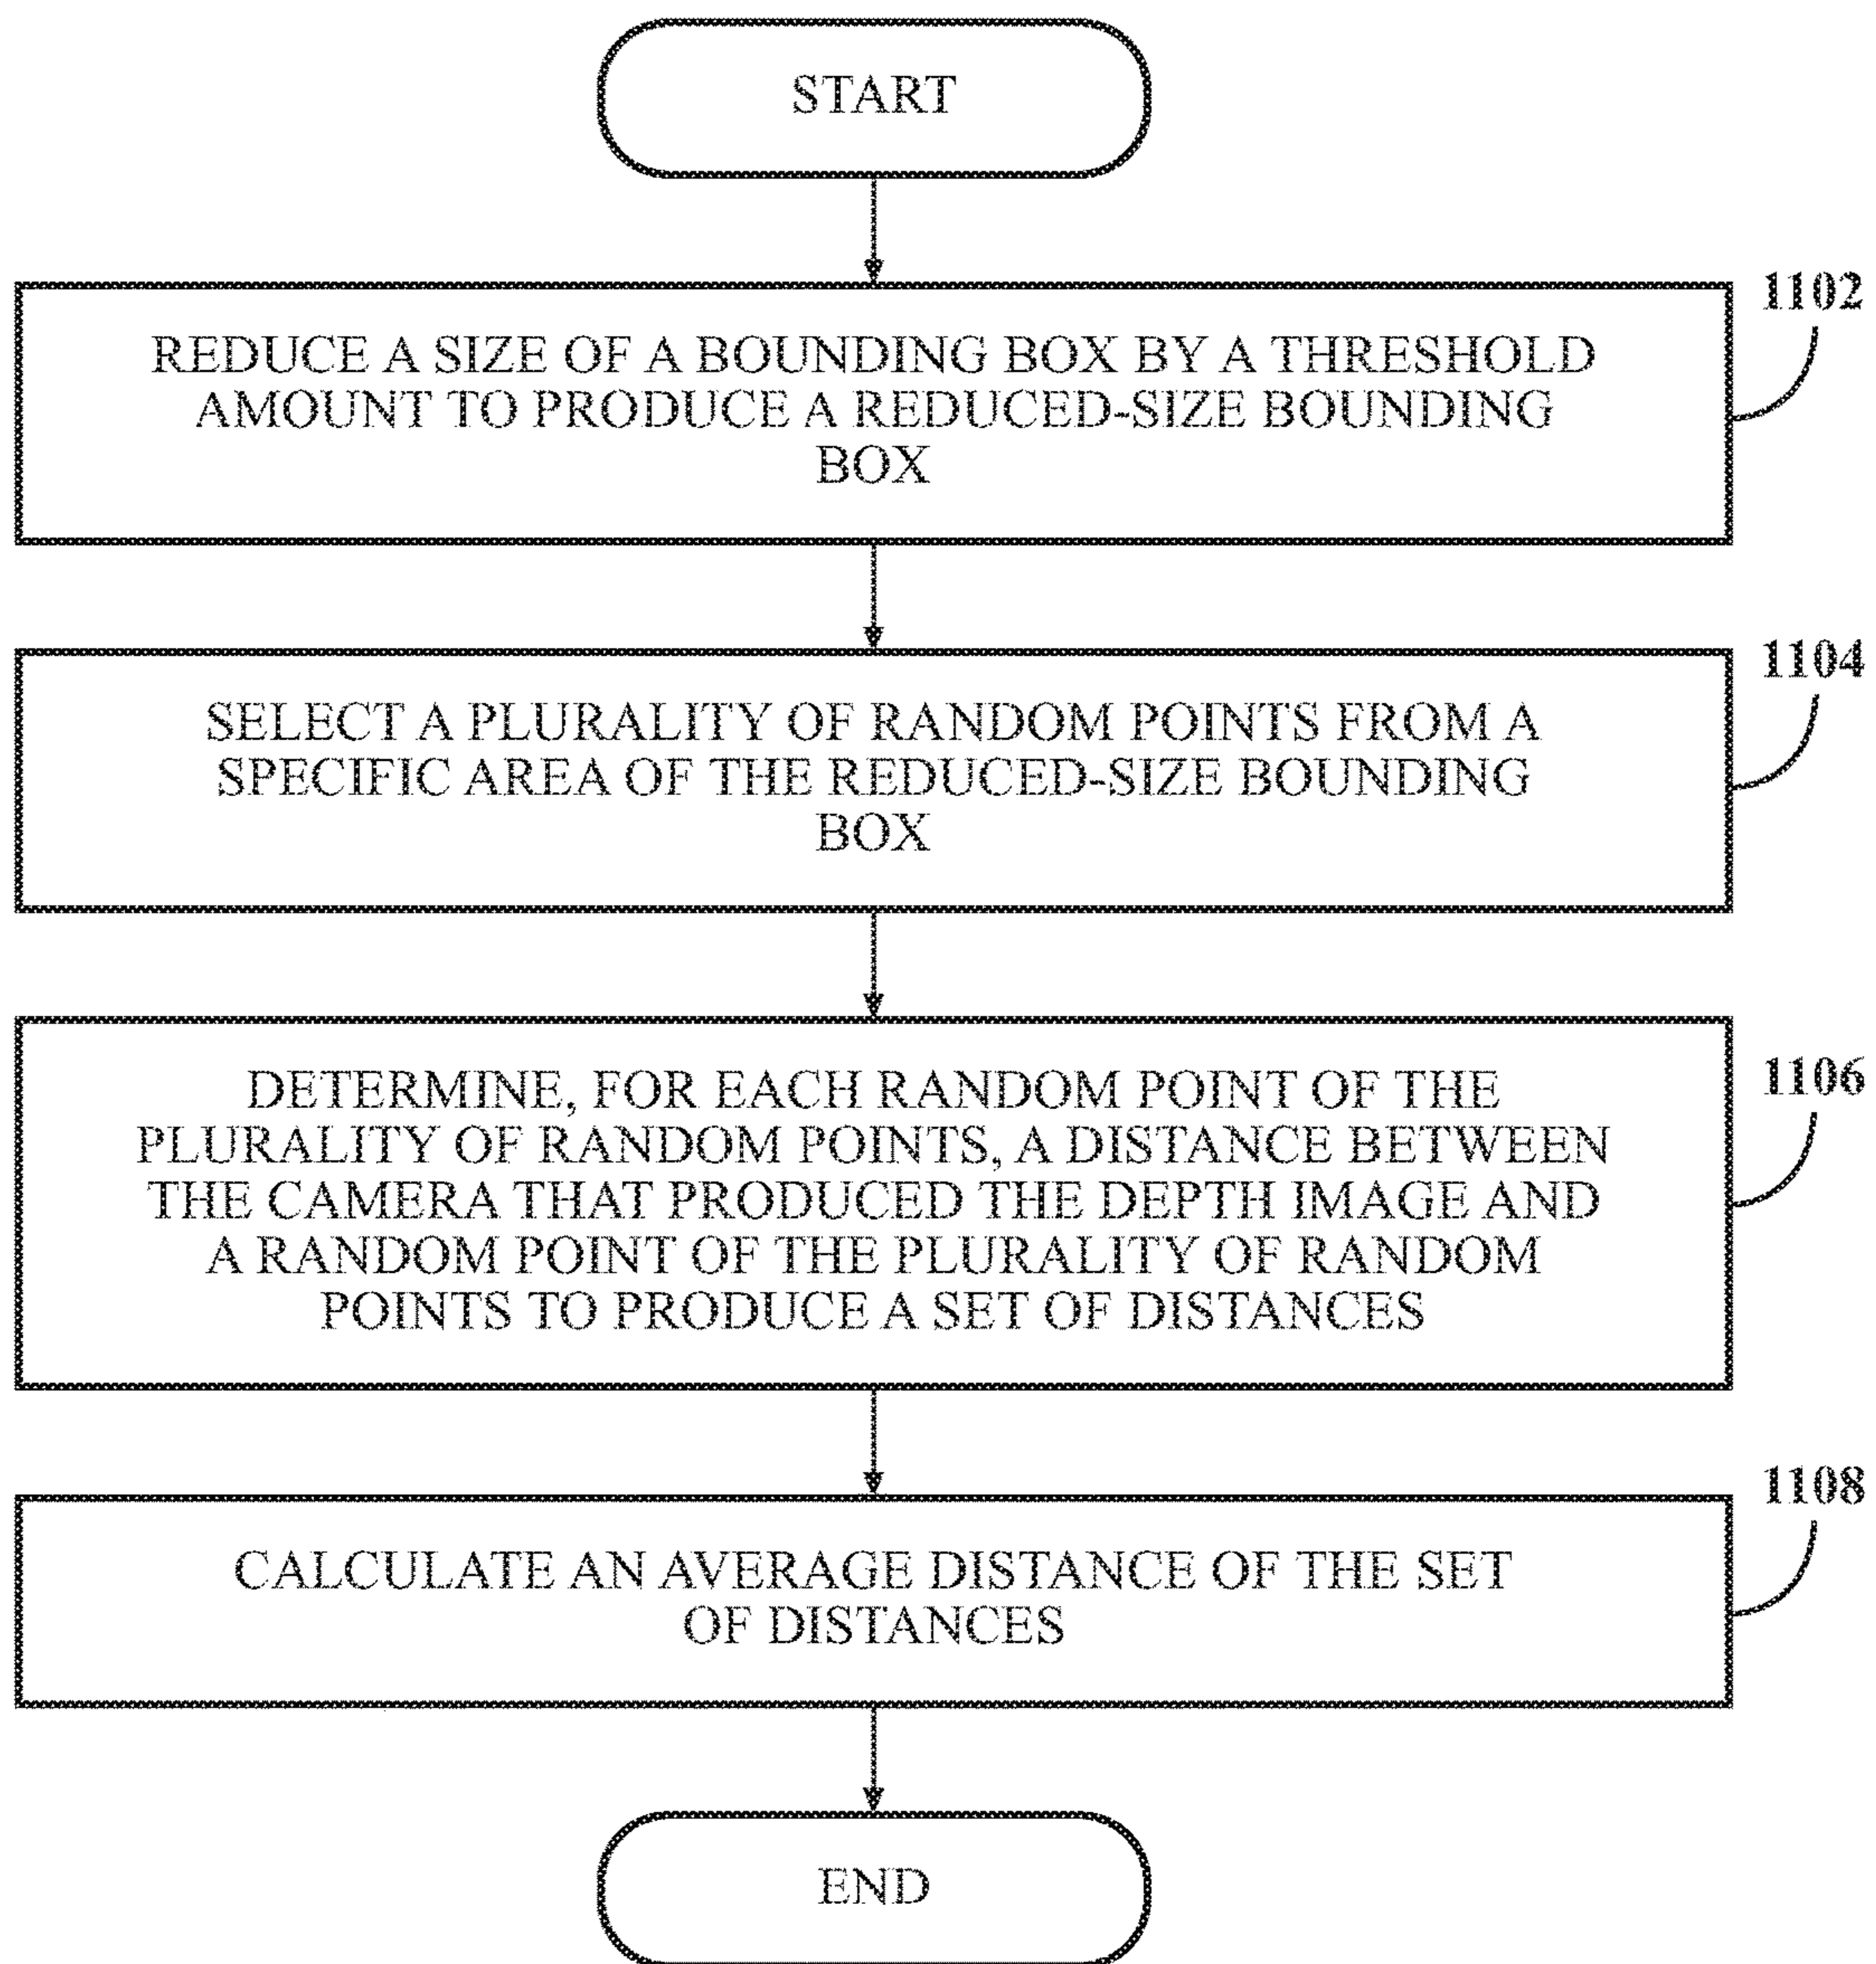 START
1102
REDUCE A SIZE OF A BOUNDING BOX BY A THRESHOLD
AMOUNT TO PRODUCE A REDUCED-SIZE BOUNDING
BOX
1104
SELECT A PLURALITY OF RANDOM POINTS FROM A
SPECIFIC AREA OF THE REDUCED-SIZE BOUNDING
BOX
1106
DETERMINE, FOR EACH RANDOM POINT OF THE
PLURALITY OF RANDOM POINTS, A DISTANCE BETWEEN
THE CAMERA THAT PRODUCED THE DEPTH IMAGE AND
A RANDOM POINT OF THE PLURALITY OF RANDOM
POINTS TO PRODUCE A SET OF DISTANCES
1108
CALCULATE AN AVERAGE DISTANCE OF THE SET
OF DISTANCES
END